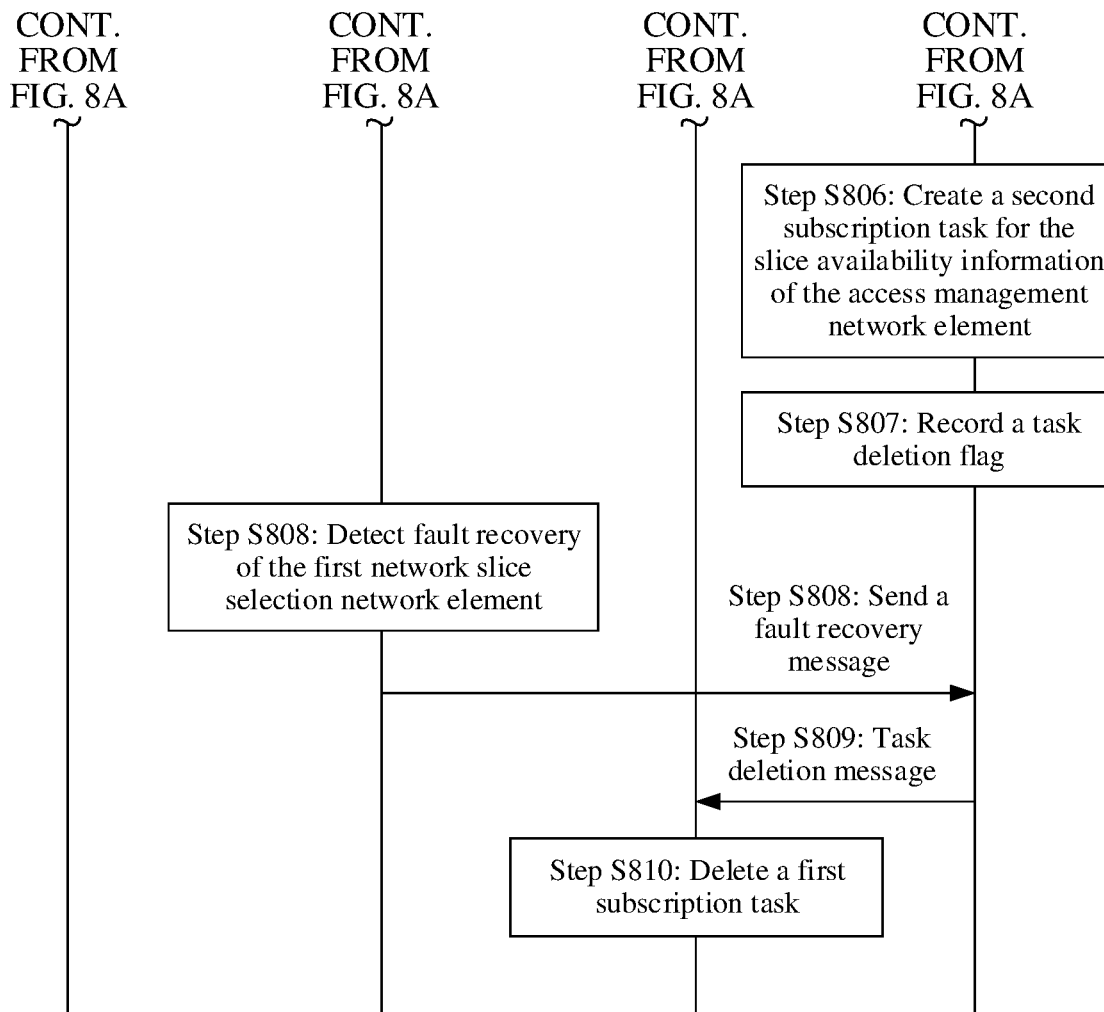 CONT.
FROM
FIG. 8A
CONT.
FROM
FIG. 8A
CONT.
FROM
FIG. 8A
CONT.
FROM
FIG. 8A
Step S806: Create a second
subscription task for the
slice availability information
of the access management
network element
Step S807: Record a task
deletion flag
Step S808: Detect fault recovery
of the first network slice
selection network element
Step S808: Send a
fault recovery
message
Step S809: Task
deletion message
Step S810: Delete a first
subscription task